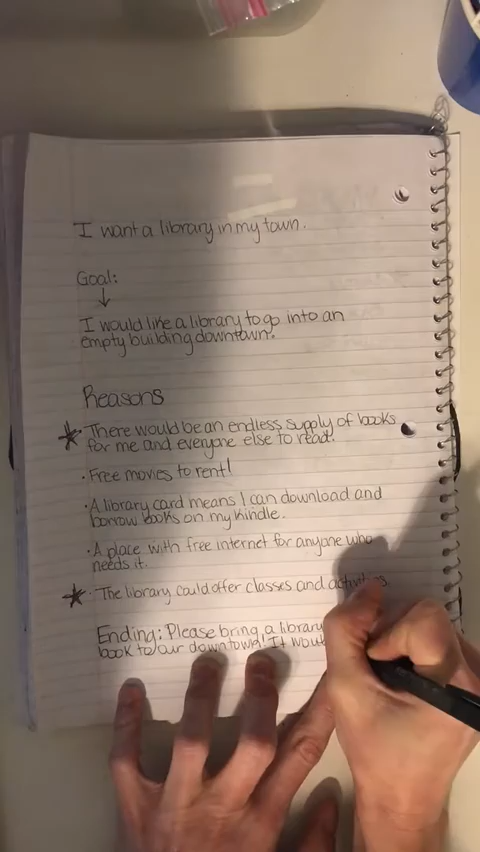 I want a library in my town.
Goal:
↓
I would like a library to go into an
empty building downtown.
Reasons
★ · There would be an endless supply of books
for me and everyone else to read.
· Free movies to rent!
· A library card means I can download and
borrow books on my Kindle.
· A place with free internet for anyone who
needs it.
★ · The library could offer classes and activities
Ending: Please bring a library
book to our downtown! It would